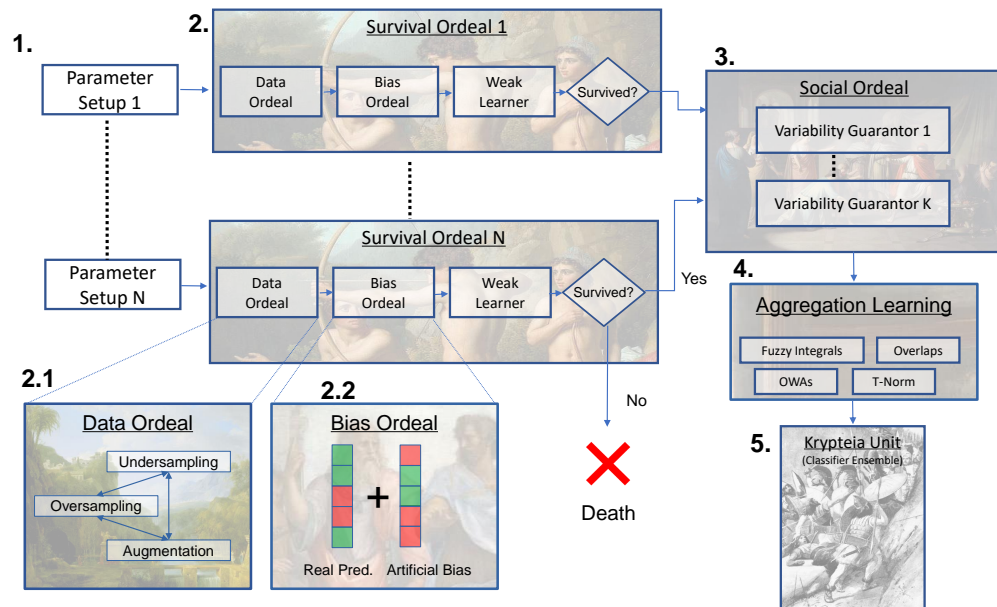 1.
Parameter
Setup 1
Parameter
Setup N
2.
Survival Ordeal 1
Data
Ordeal
Bias
Ordeal
Weak
Learner
Survived?
Survival Ordeal N
Data
Ordeal
Bias
Ordeal
Weak
Learner
Survived?
Yes
No
Death
2.1
Data Ordeal
Undersampling
Oversampling
Augmentation
2.2
Bias Ordeal
+
Real Pred.
Artificial Bias
3.
Social Ordeal
Variability Guarantor 1
Variability Guarantor K
4.
Aggregation Learning
Fuzzy Integrals
Overlaps
OWAs
T-Norm
5.
Krypteia Unit
(Classifier Ensemble)